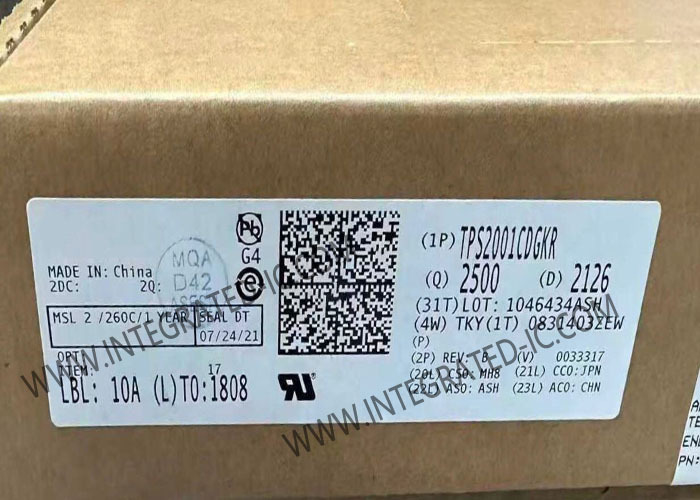 Pb
G4
e
MQA
D42
MADE IN: China
2DC: 2Q:
MSL 2 /260C/1 YEAR
SEAL DT
07/24/21
OPT:
ITEM: 17
LBL: 10A (L)TO:1808
(1P) TPS2001CDGKR
(Q) 2500 (D) 2126
(31T)LOT: 1046434ASH
(4W) TKY(1T) 0831403ZEW
(P)
(2P) REV: B (V) 0033317
(20L) CSO: MH8 (21L) CCO:JPN
(22L) ASO: ASH (23L) ACO: CHN
WWW.INTEGRATED-IC.COM
WWW.INTEGRATED-IC.COM
PN: